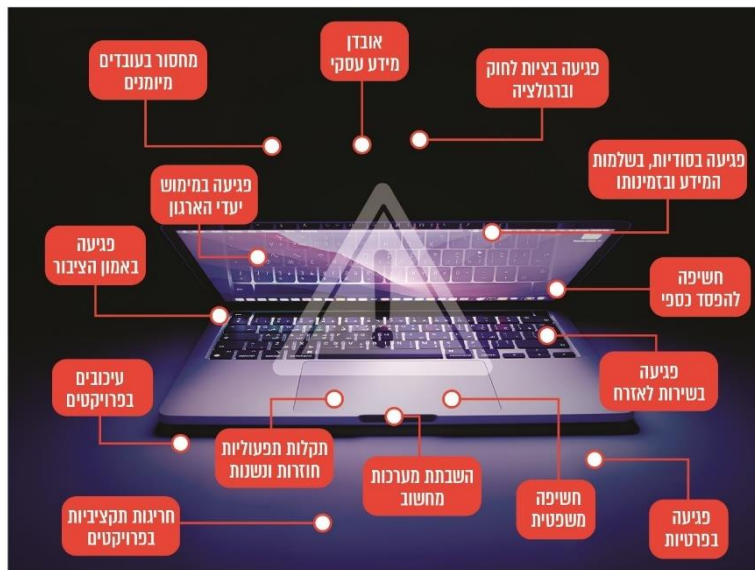 אובדן
מידע עסקי
פגיעה בציות לחוק
וברגולציה
מחסור בעובדים
מיומנים
פגיעה בסודיות, בשלמות
המידע ובזמינותו
פגיעה במימוש
יעדי הארגון
פגיעה
באמון הציבור
חשיפה
להפסד כספי
פגיעה
בשירות לאזרח
עיכובים
בפרויקטים
תקלות תפעוליות
חוזרות ונשנות
השבתת מערכות
מחשוב
חשיפה
משפטית
פגיעה
בפרטיות
חריגות תקציביות
בפרויקטים